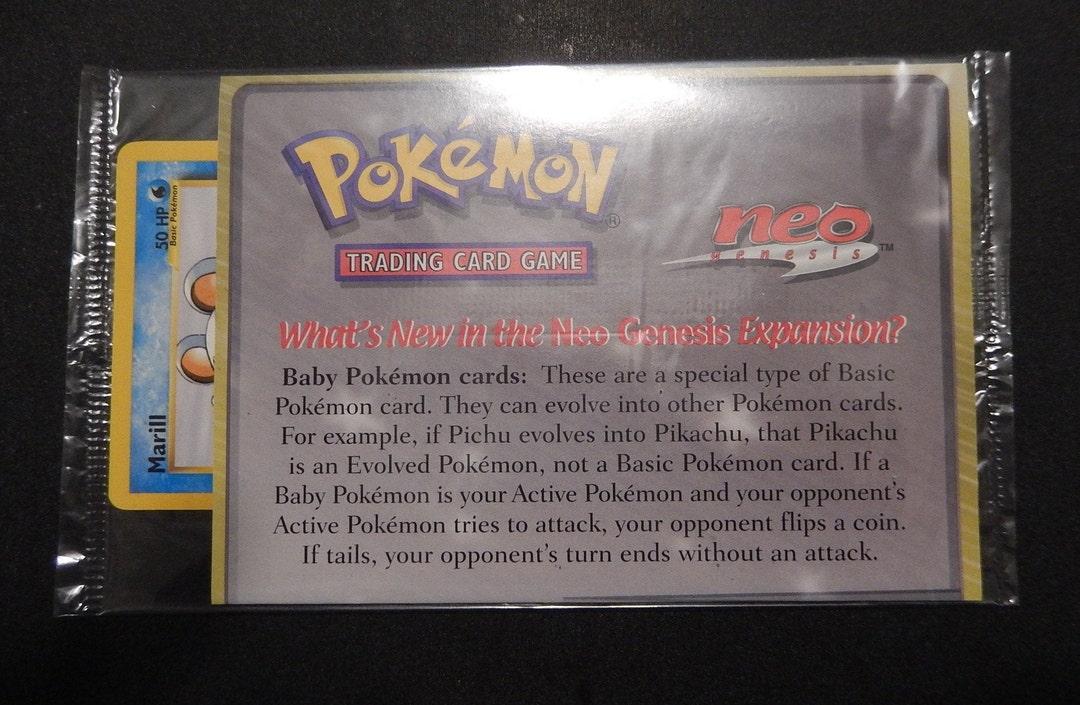 POKéMON
®
TRADING CARD GAME
neo
genesis ™
What's New in the Neo Genesis Expansion?
Baby Pokémon cards: These are a special type of Basic
Pokémon card. They can evolve into other Pokémon cards.
For example, if Pichu evolves into Pikachu, that Pikachu
is an Evolved Pokémon, not a Basic Pokémon card. If a
Baby Pokémon is your Active Pokémon and your opponent's
Active Pokémon tries to attack, your opponent flips a coin.
If tails, your opponent's turn ends without an attack.
Marill
50 HP
Basic Pokémon